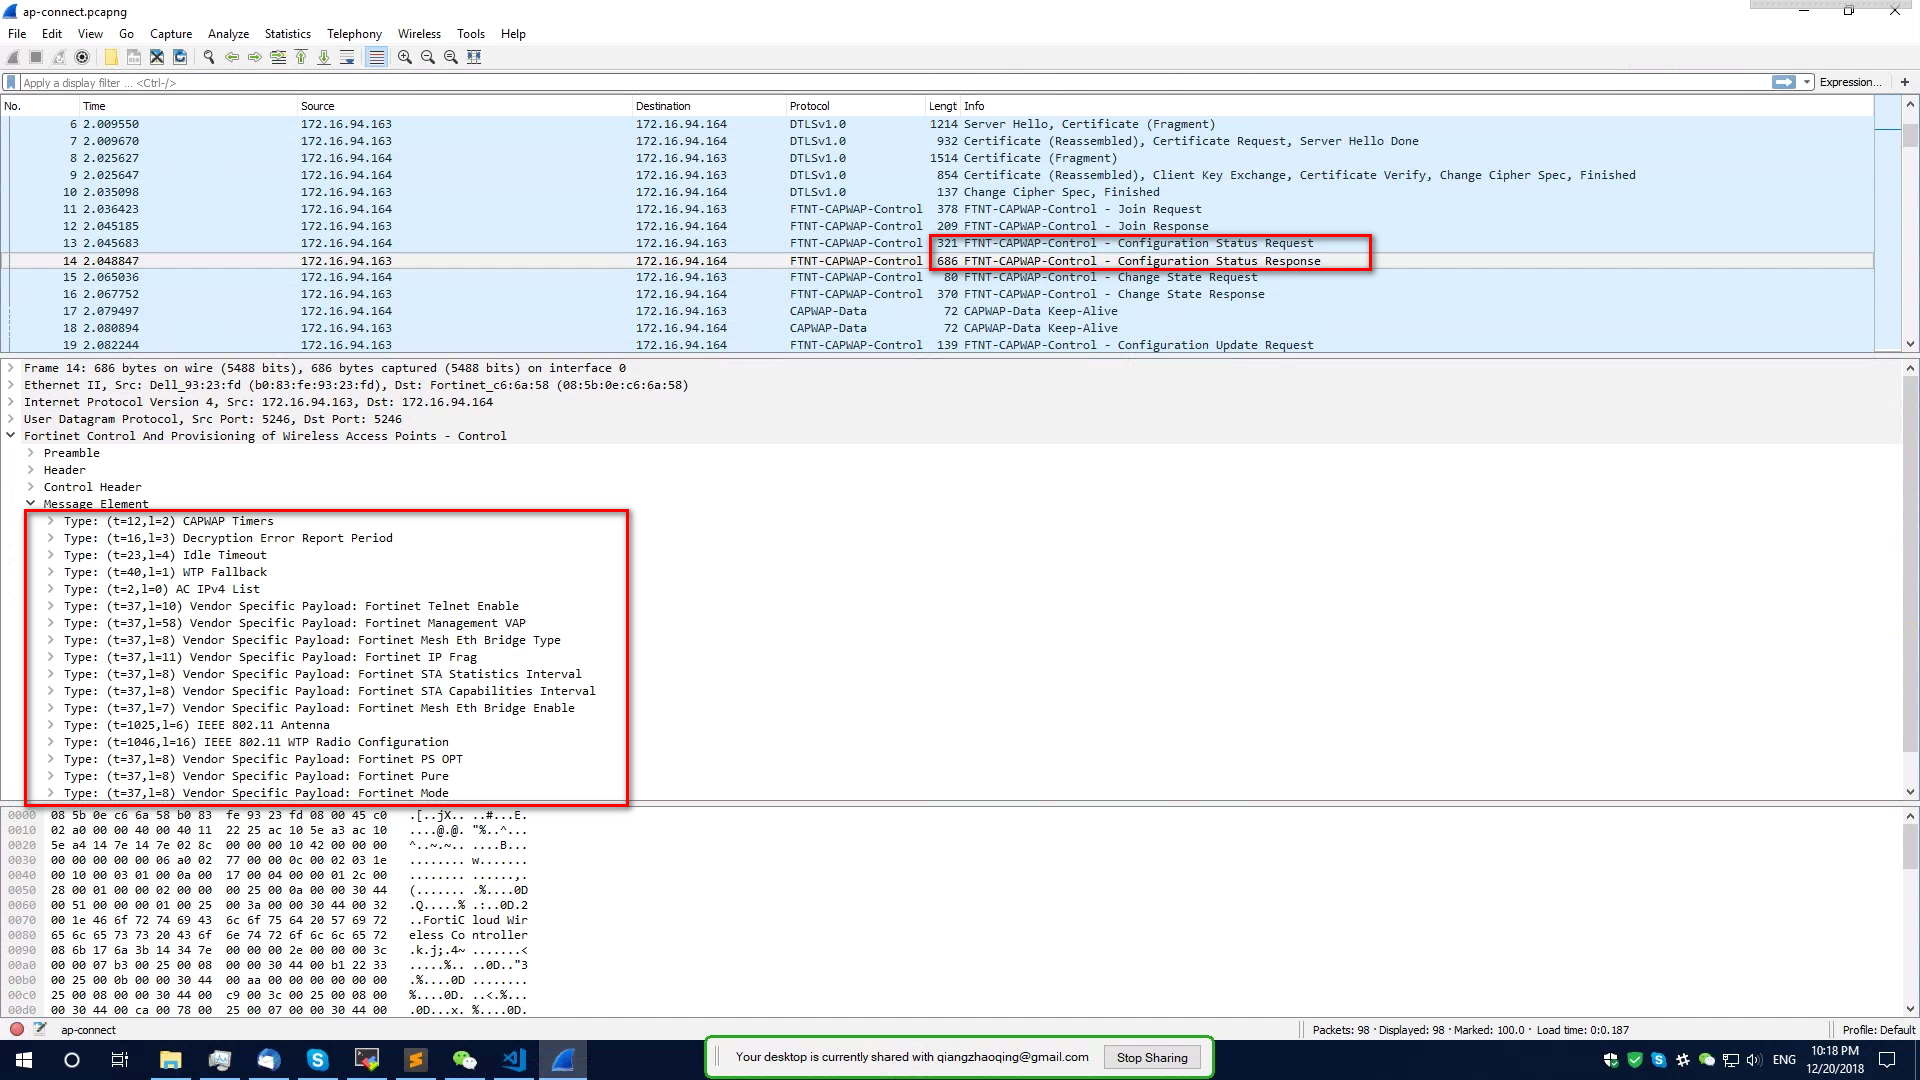 ap-connect.pcapng
File Edit View Go Capture Analyze Statistics Telephony Wireless Tools Help
Apply a display filter ... <Ctrl-/> Expression... +
No. Time Source Destination Protocol Lengt Info
6 2.009550 172.16.94.163 172.16.94.164 DTLSv1.0 1214 Server Hello, Certificate (Fragment)
7 2.009670 172.16.94.163 172.16.94.164 DTLSv1.0 932 Certificate (Reassembled), Certificate Request, Server Hello Done
8 2.025627 172.16.94.164 172.16.94.163 DTLSv1.0 1514 Certificate (Fragment)
9 2.025647 172.16.94.164 172.16.94.163 DTLSv1.0 854 Certificate (Reassembled), Client Key Exchange, Certificate Verify, Change Cipher Spec, Finished
10 2.035098 172.16.94.163 172.16.94.164 DTLSv1.0 137 Change Cipher Spec, Finished
11 2.036423 172.16.94.164 172.16.94.163 FTNT-CAPWAP-Control 378 FTNT-CAPWAP-Control - Join Request
12 2.045185 172.16.94.163 172.16.94.164 FTNT-CAPWAP-Control 209 FTNT-CAPWAP-Control - Join Response
13 2.045683 172.16.94.164 172.16.94.163 FTNT-CAPWAP-Control 321 FTNT-CAPWAP-Control - Configuration Status Request
14 2.048847 172.16.94.163 172.16.94.164 FTNT-CAPWAP-Control 686 FTNT-CAPWAP-Control - Configuration Status Response
15 2.065036 172.16.94.164 172.16.94.163 FTNT-CAPWAP-Control 80 FTNT-CAPWAP-Control - Change State Request
16 2.067752 172.16.94.163 172.16.94.164 FTNT-CAPWAP-Control 370 FTNT-CAPWAP-Control - Change State Response
17 2.079497 172.16.94.164 172.16.94.163 CAPWAP-Data 72 CAPWAP-Data Keep-Alive
18 2.080894 172.16.94.163 172.16.94.164 CAPWAP-Data 72 CAPWAP-Data Keep-Alive
19 2.082244 172.16.94.163 172.16.94.164 FTNT-CAPWAP-Control 139 FTNT-CAPWAP-Control - Configuration Update Request
Frame 14: 686 bytes on wire (5488 bits), 686 bytes captured (5488 bits) on interface 0
Ethernet II, Src: Dell_93:23:fd (b0:83:fe:93:23:fd), Dst: Fortinet_c6:6a:58 (08:5b:0e:c6:6a:58)
Internet Protocol Version 4, Src: 172.16.94.163, Dst: 172.16.94.164
User Datagram Protocol, Src Port: 5246, Dst Port: 5246
Fortinet Control And Provisioning of Wireless Access Points - Control
Preamble
Header
Control Header
Message Element
Type: (t=12,l=2) CAPWAP Timers
Type: (t=16,l=3) Decryption Error Report Period
Type: (t=23,l=4) Idle Timeout
Type: (t=40,l=1) WTP Fallback
Type: (t=2,l=0) AC IPv4 List
Type: (t=37,l=10) Vendor Specific Payload: Fortinet Telnet Enable
Type: (t=37,l=58) Vendor Specific Payload: Fortinet Management VAP
Type: (t=37,l=8) Vendor Specific Payload: Fortinet Mesh Eth Bridge Type
Type: (t=37,l=11) Vendor Specific Payload: Fortinet IP Frag
Type: (t=37,l=8) Vendor Specific Payload: Fortinet STA Statistics Interval
Type: (t=37,l=8) Vendor Specific Payload: Fortinet STA Capabilities Interval
Type: (t=37,l=7) Vendor Specific Payload: Fortinet Mesh Eth Bridge Enable
Type: (t=1025,l=6) IEEE 802.11 Antenna
Type: (t=1046,l=16) IEEE 802.11 WTP Radio Configuration
Type: (t=37,l=8) Vendor Specific Payload: Fortinet PS OPT
Type: (t=37,l=8) Vendor Specific Payload: Fortinet Pure
Type: (t=37,l=8) Vendor Specific Payload: Fortinet Mode
0000 08 5b 0e c6 6a 58 b0 83 fe 93 23 fd 08 00 45 c0 .[..jX.. ..#...E.
0010 02 a0 00 00 40 00 40 11 22 25 ac 10 5e a3 ac 10 ....@.@. "%..^...
0020 5e a4 14 7e 14 7e 02 8c 00 00 00 10 42 00 00 00 ^..~.~.. ....B...
0030 00 00 00 00 00 06 a0 02 77 00 00 0c 00 02 03 1e ........ w.......
0040 00 10 00 03 01 00 0a 00 17 00 04 00 00 01 2c 00 ........ ......,.
0050 28 00 01 00 00 02 00 00 00 25 00 0a 00 00 30 44 (....... .%....0D
0060 00 51 00 00 00 01 00 25 00 3a 00 00 30 44 00 32 .Q.....% .:..0D.2
0070 00 1e 46 6f 72 74 69 43 6c 6f 75 64 20 57 69 72 ..FortiC loud Wir
0080 65 6c 65 73 73 20 43 6f 6e 74 72 6f 6c 6c 65 72 eless Co ntroller
0090 08 6b 17 6a 3b 14 34 7e 00 00 00 2e 00 00 00 3c .k.j;.4~ .......<
00a0 00 00 07 b3 00 25 00 08 00 00 30 44 00 b1 22 33 .....%.. ..0D.."3
00b0 00 25 00 0b 00 00 30 44 00 aa 00 00 00 00 00 00 .%....0D ........
00c0 25 00 08 00 00 30 44 00 c9 00 3c 00 25 00 08 00 %....0D. ..<.%...
00d0 00 30 44 00 ca 00 78 00 25 00 07 00 00 30 44 00 .0D...x. %....0D.
ap-connect Packets: 98 · Displayed: 98 · Marked: 100.0 · Load time: 0:0.187 Profile: Default
Your desktop is currently shared with qiangzhaoqing@gmail.com Stop Sharing
ENG 10:18 PM
12/20/2018